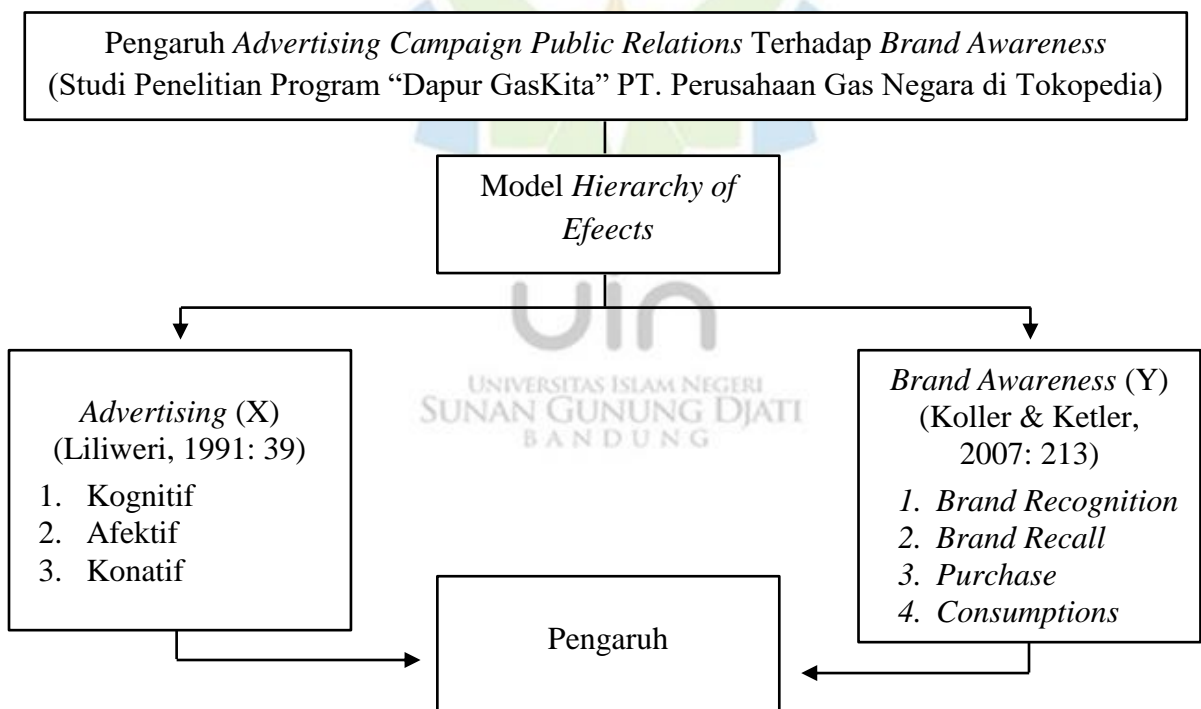 Pengaruh Advertising Campaign Public Relations Terhadap Brand Awareness
(Studi Penelitian Program “Dapur GasKita” PT. Perusahaan Gas Negara di Tokopedia)
Model Hierarchy of
Efeects
uin
UNIVERSITAS ISLAM NEGERI
SUNAN GUNUNG DJATI
BANDUNG
Advertising (X)
(Liliweri, 1991: 39)
1. Kognitif
2. Afektif
3. Konatif
Brand Awareness (Y)
(Koller & Ketler,
2007: 213)
1. Brand Recognition
2. Brand Recall
3. Purchase
4. Consumptions
Pengaruh